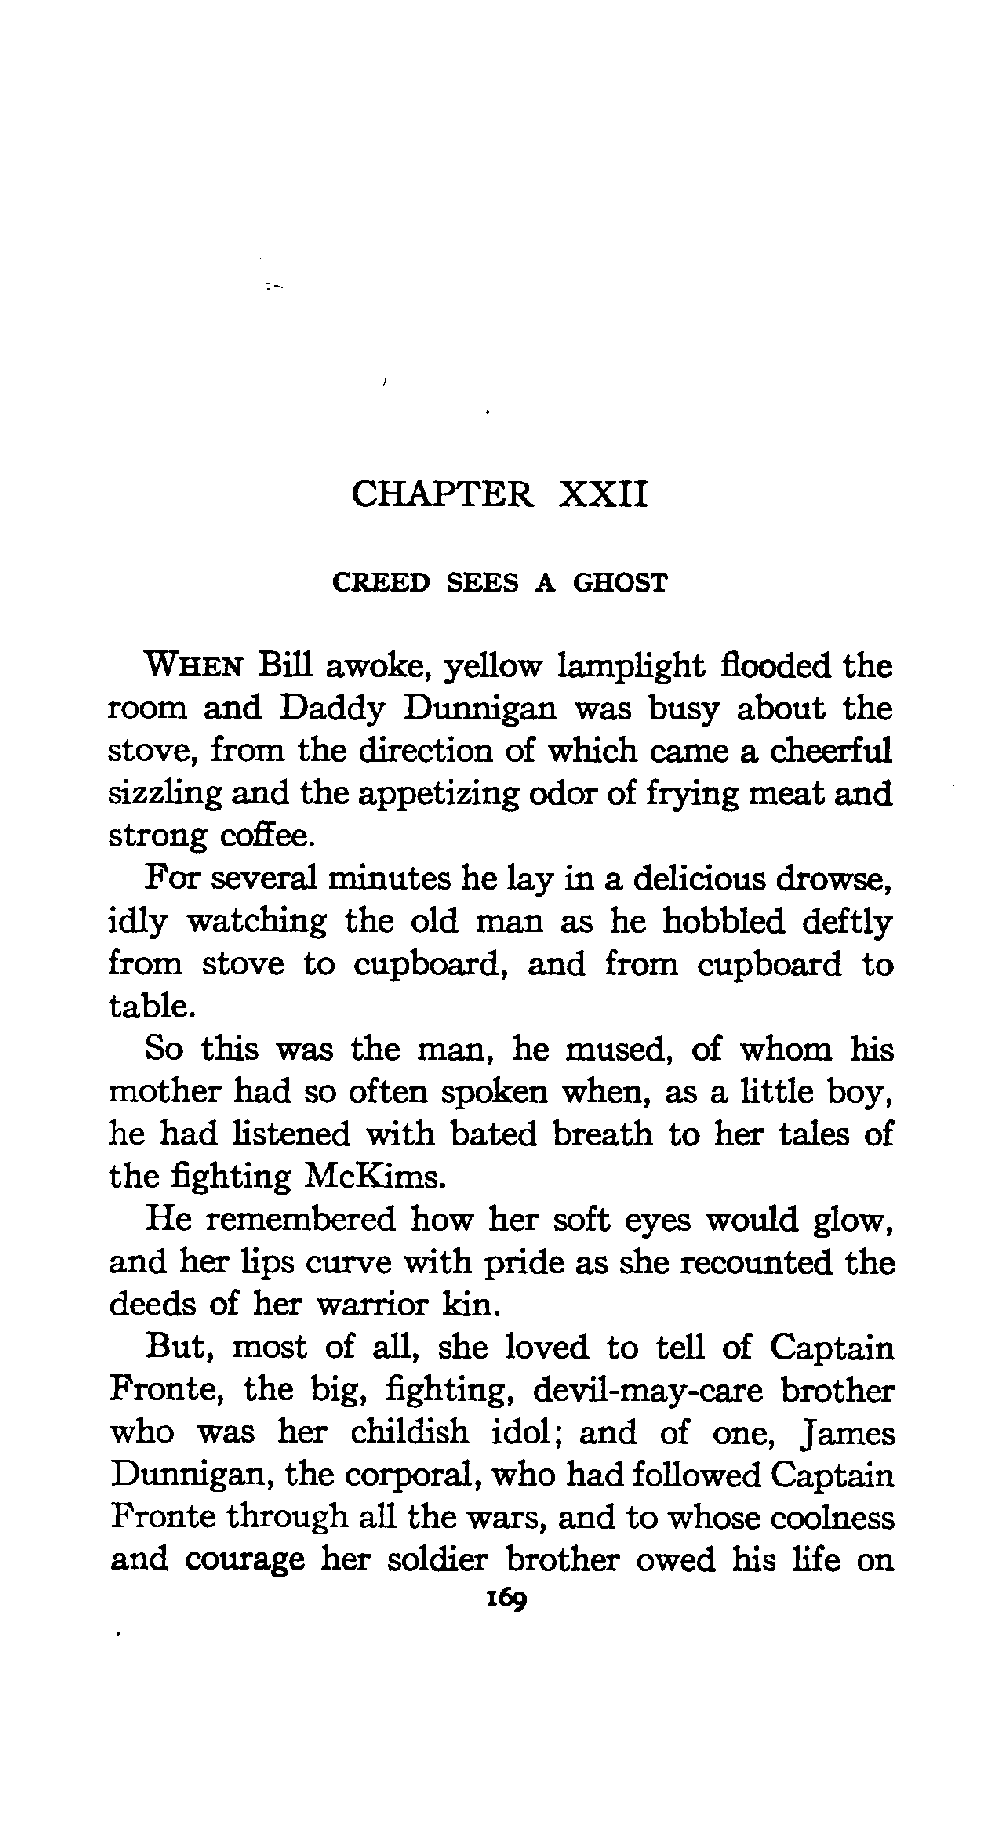 CHAPTER XXII
CREED SEES A GHOST
WHEN Bill awoke, yellow lamplight flooded the
room and Daddy Dunnigan was busy about the
stove, from the direction of which came a cheerful
sizzling and the appetizing odor of frying meat and
strong coffee.
For several minutes he lay in a delicious drowse,
idly watching the old man as he hobbled deftly
from stove to cupboard, and from cupboard to
table.
So this was the man, he mused, of whom his
mother had so often spoken when, as a little boy,
he had listened with bated breath to her tales of
the fighting McKims.
He remembered how her soft eyes would glow,
and her lips curve with pride as she recounted the
deeds of her warrior kin.
But, most of all, she loved to tell of Captain
Fronte, the big, fighting, devil-may-care brother
who was her childish idol; and of one, James
Dunnigan, the corporal, who had followed Captain
Fronte through all the wars, and to whose coolness
and courage her soldier brother owed his life on
169